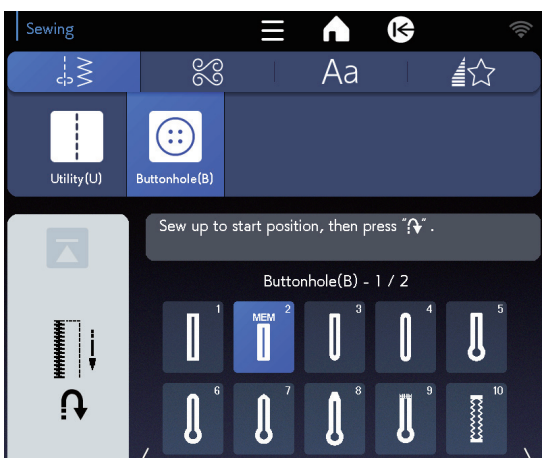 Sewing
Aa
Utility(U)
Buttonhole(B)
Sew up to start position, then press "".
Buttonhole(B) - 1 / 2
1
MEM 2
3
4
5
6
7
8
9
10